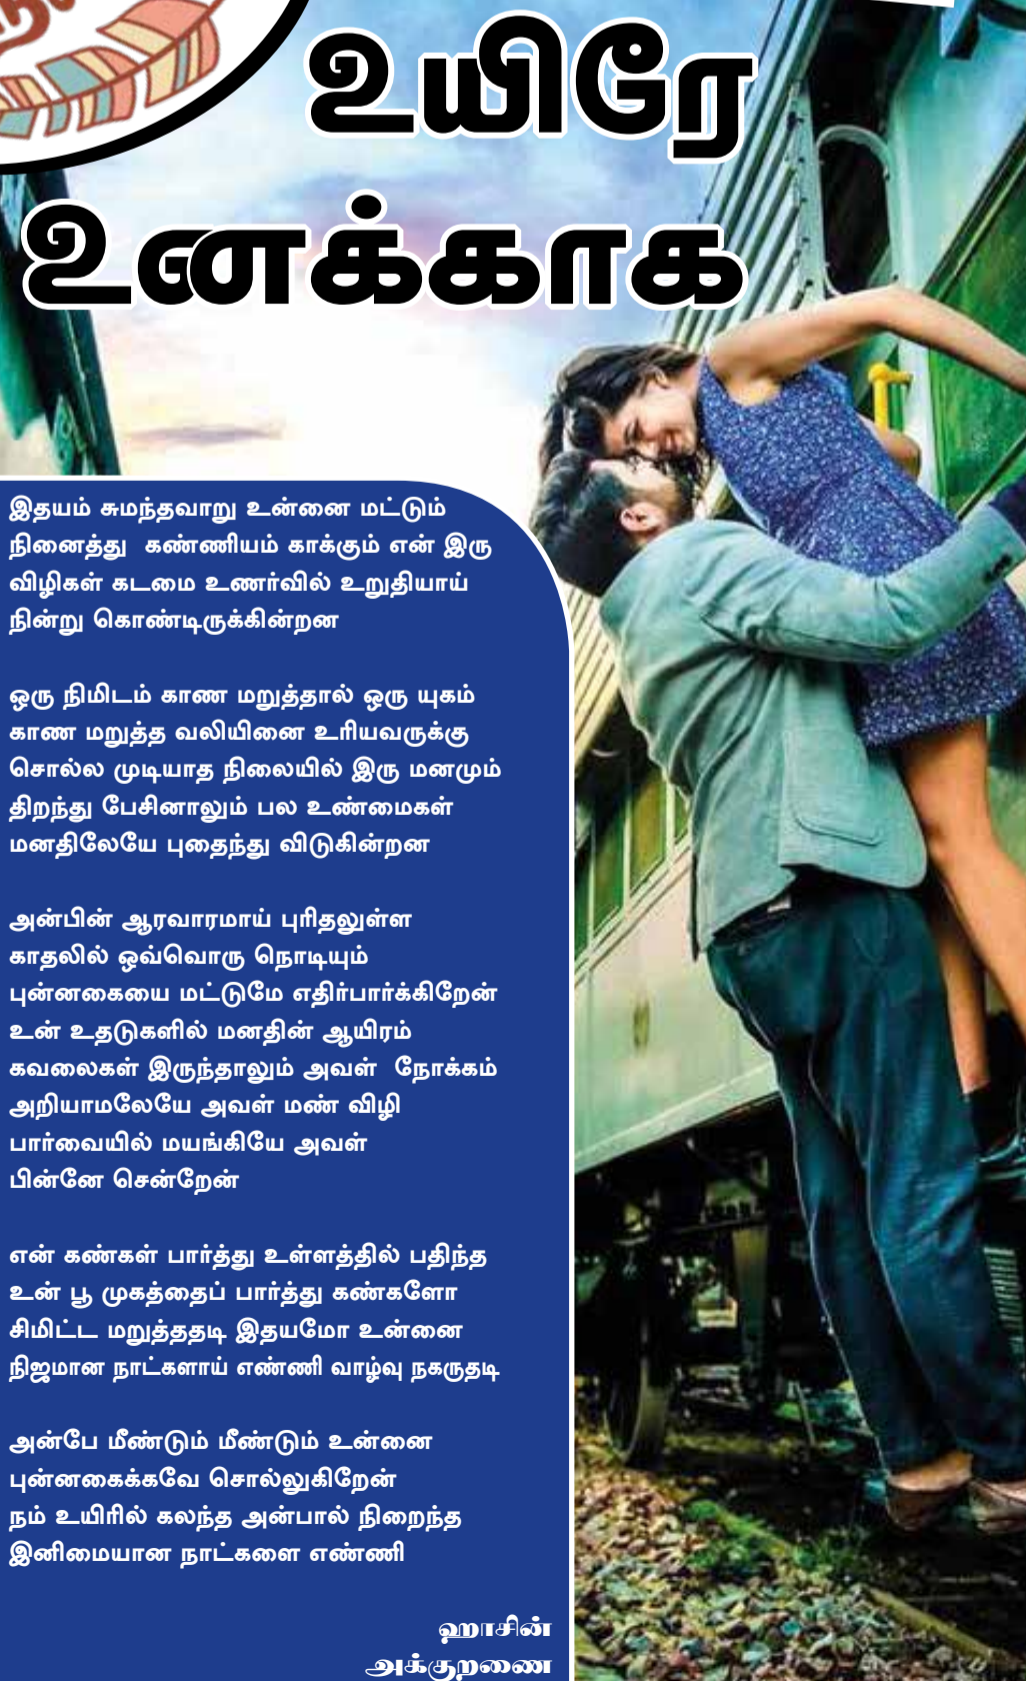 உயிரே
உனக்காக
இதயம் சுமந்தவாறு உன்னை மட்டும்
நினைத்து கண்ணியம் காக்கும் என் இரு
விழிகள் கடமை உணர்வில் உறுதியாய்
நின்று கொண்டிருக்கின்றன
ஒரு நிமிடம் காண மறுத்தால் ஒரு யுகம்
காண மறுத்த வலியினை உரியவருக்கு
சொல்ல முடியாத நிலையில் இரு மனமும்
திறந்து பேசினாலும் பல உண்மைகள்
மனதிலேயே புதைந்து விடுகின்றன
அன்பின் ஆரவாரமாய் புரிதலுள்ள
காதலில் ஒவ்வொரு நொடியும்
புன்னகையை மட்டுமே எதிர்பார்க்கிறேன்
உன் உதடுகளில் மனதின் ஆயிரம்
கவலைகள் இருந்தாலும் அவள் நோக்கம்
அறியாமலேயே அவள் மண் விழி
பார்வையில் மயங்கியே அவள்
பின்னே சென்றேன்
என் கண்கள் பார்த்து உள்ளத்தில் பதிந்த
உன் பூ முகத்தைப் பார்த்து கண்களோ
சிமிட்ட மறுத்ததடி இதயமோ உன்னை
நிஜமான நாட்களாய் எண்ணி வாழ்வு நகருதடி
அன்பே மீண்டும் மீண்டும் உன்னை
புன்னகைக்கவே சொல்லுகிறேன்
நம் உயிரில் கலந்த அன்பால் நிறைந்த
இனிமையான நாட்களை எண்ணி
ஹாசின்
அக்குறணை